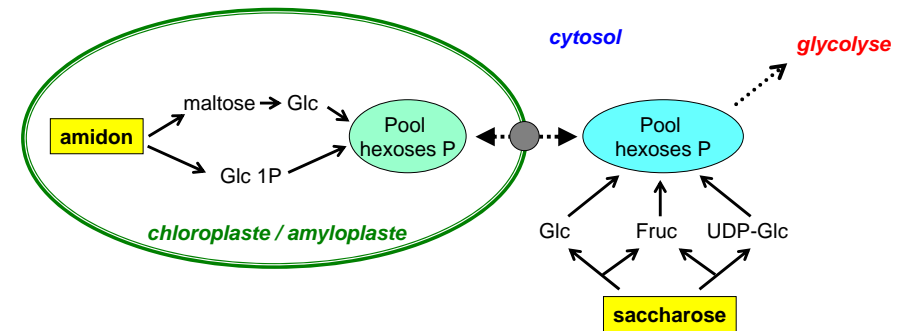 cytosol
glycolyse
maltose
Glc
amidon
Pool
hexoses P
Glc 1P
chloroplaste / amyloplaste
Pool
hexoses P
Glc
Fruc
UDP-Glc
saccharose